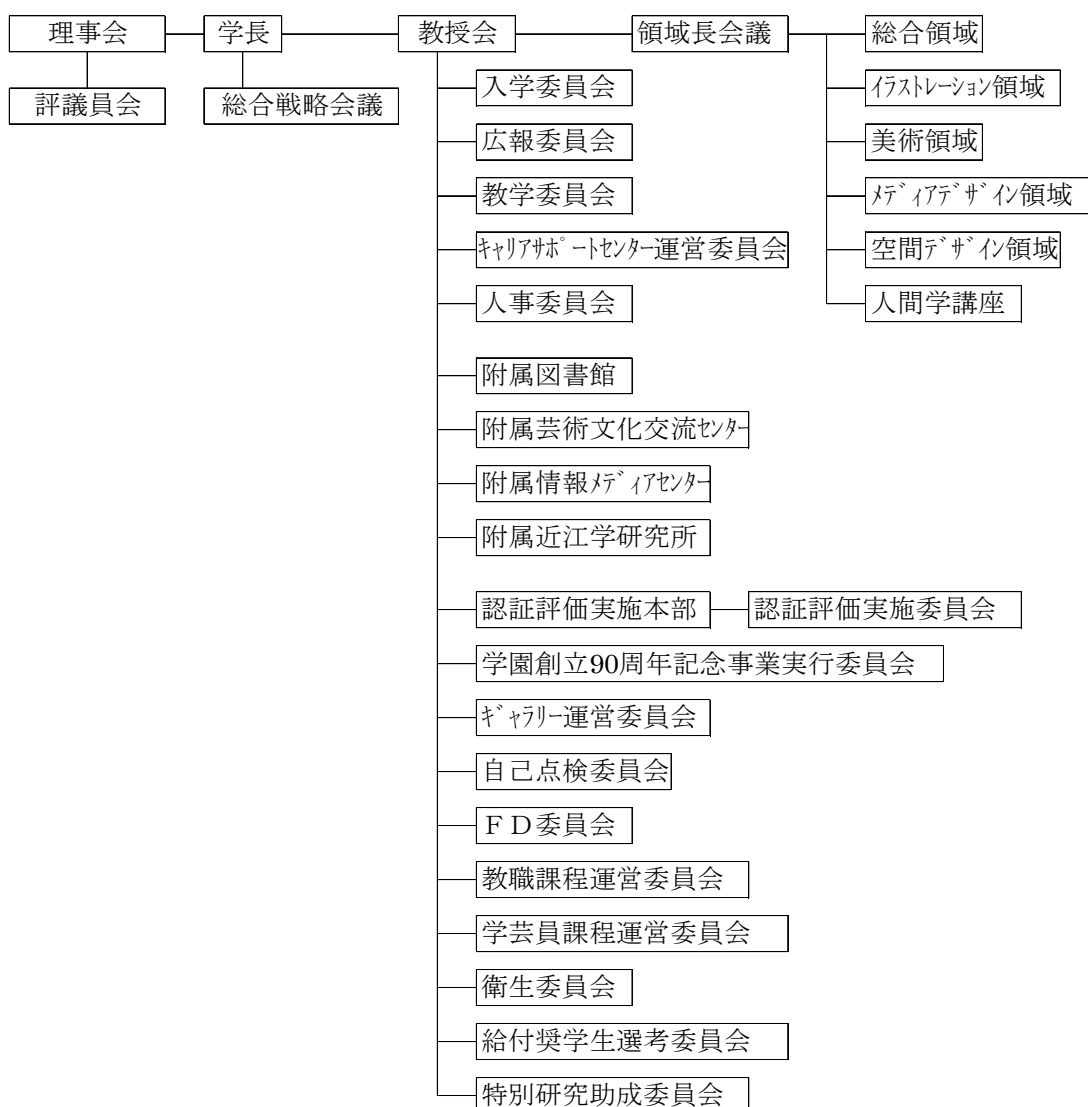 理事会
学長
教授会
領域長会議
総合領域
評議員会
総合戦略会議
入学委員会
イラストレーション領域
広報委員会
美術領域
教学委員会
メディアデザイン領域
キャリアサポートセンター運営委員会
空間デザイン領域
人事委員会
人間学講座
附属図書館
附属芸術文化交流センター
附属情報メディアセンター
附属近江学研究所
認証評価実施本部
認証評価実施委員会
学園創立90周年記念事業実行委員会
ギャラリー運営委員会
自己点検委員会
ＦＤ委員会
教職課程運営委員会
学芸員課程運営委員会
衛生委員会
給付奨学生選考委員会
特別研究助成委員会